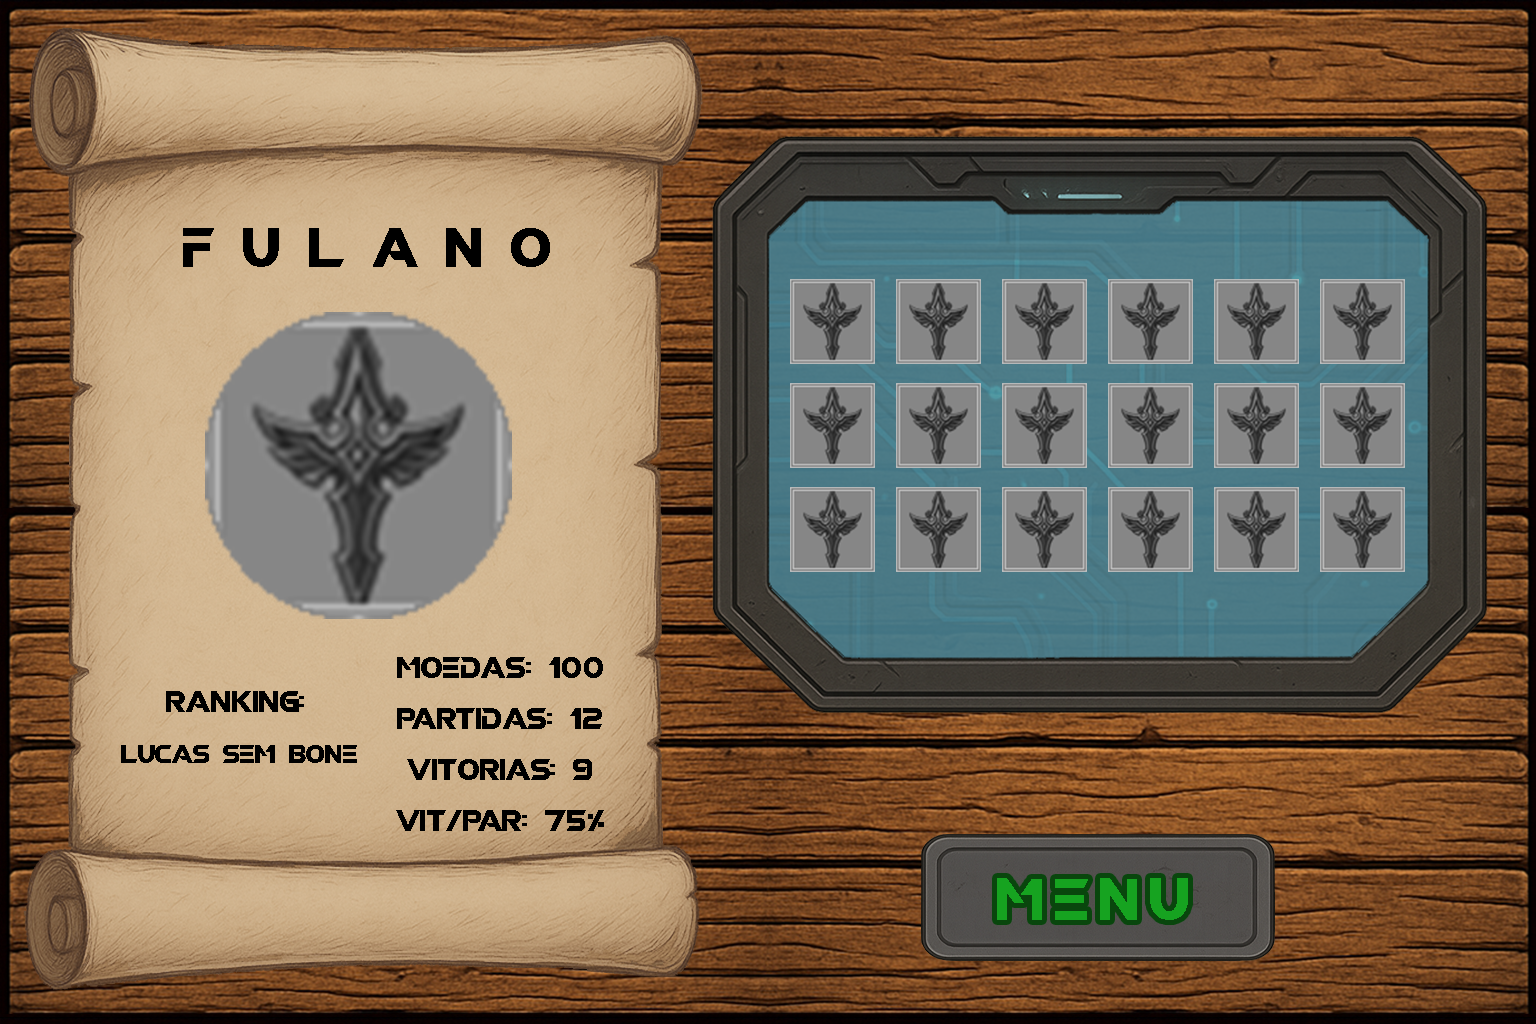 FULANO
RANKING:
LUCAS SEM BONE
MOEDAS: 100
PARTIDAS: 12
VITORIAS: 9
VIT/PAR: 75%
MENU